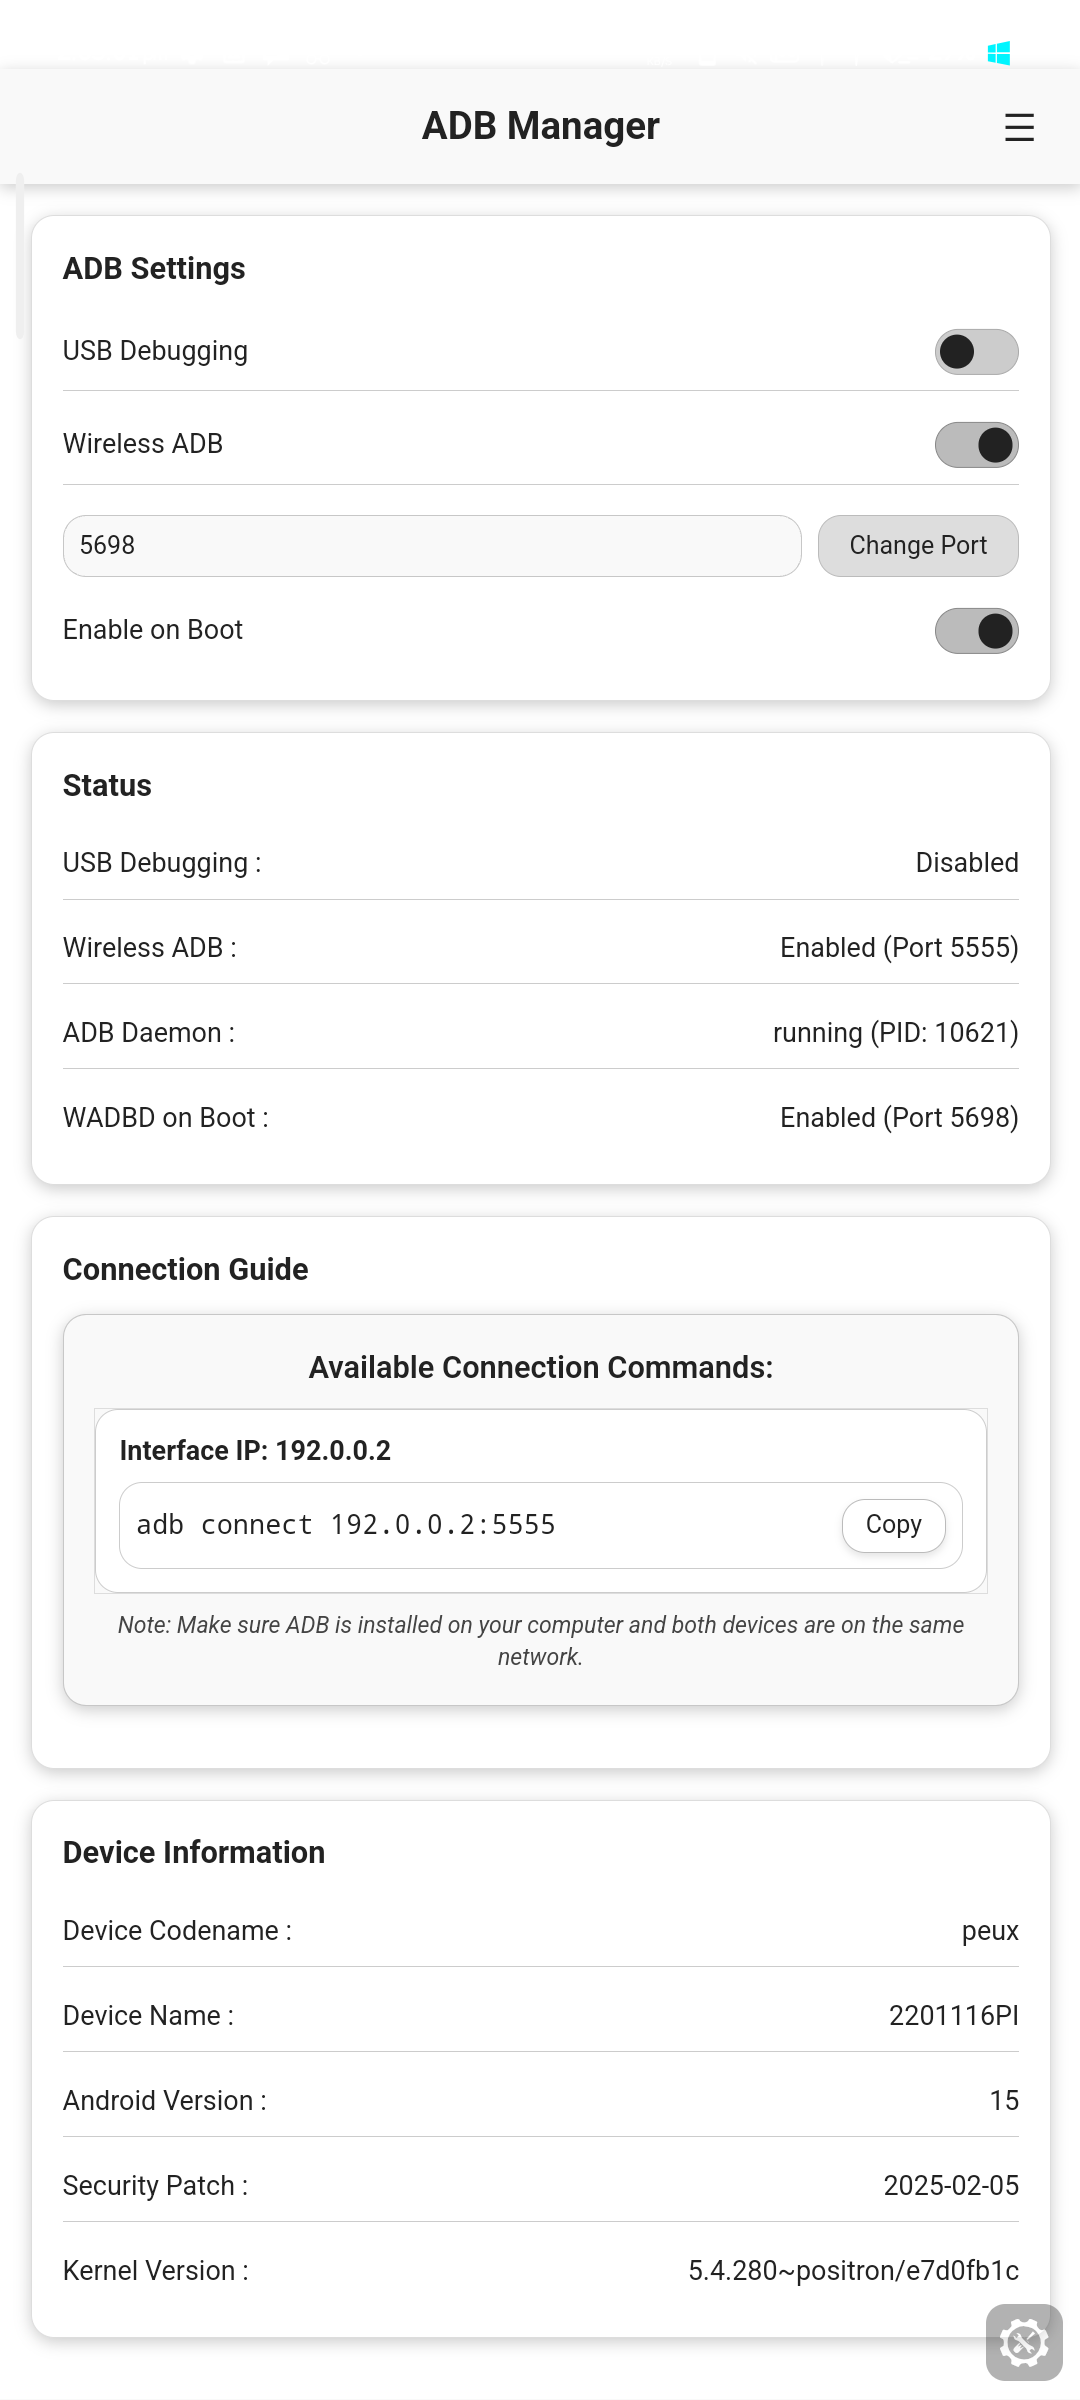 ADB Manager
ADB Settings
USB Debugging
Wireless ADB
5698
Change Port
Enable on Boot
Status
USB Debugging : Disabled
Wireless ADB : Enabled (Port 5555)
ADB Daemon : running (PID: 10621)
WADBD on Boot : Enabled (Port 5698)
Connection Guide
Available Connection Commands:
Interface IP: 192.0.0.2
adb connect 192.0.0.2:5555
Copy
Note: Make sure ADB is installed on your computer and both devices are on the same
network.
Device Information
Device Codename : peux
Device Name : 2201116PI
Android Version : 15
Security Patch : 2025-02-05
Kernel Version : 5.4.280~positron/e7d0fb1c